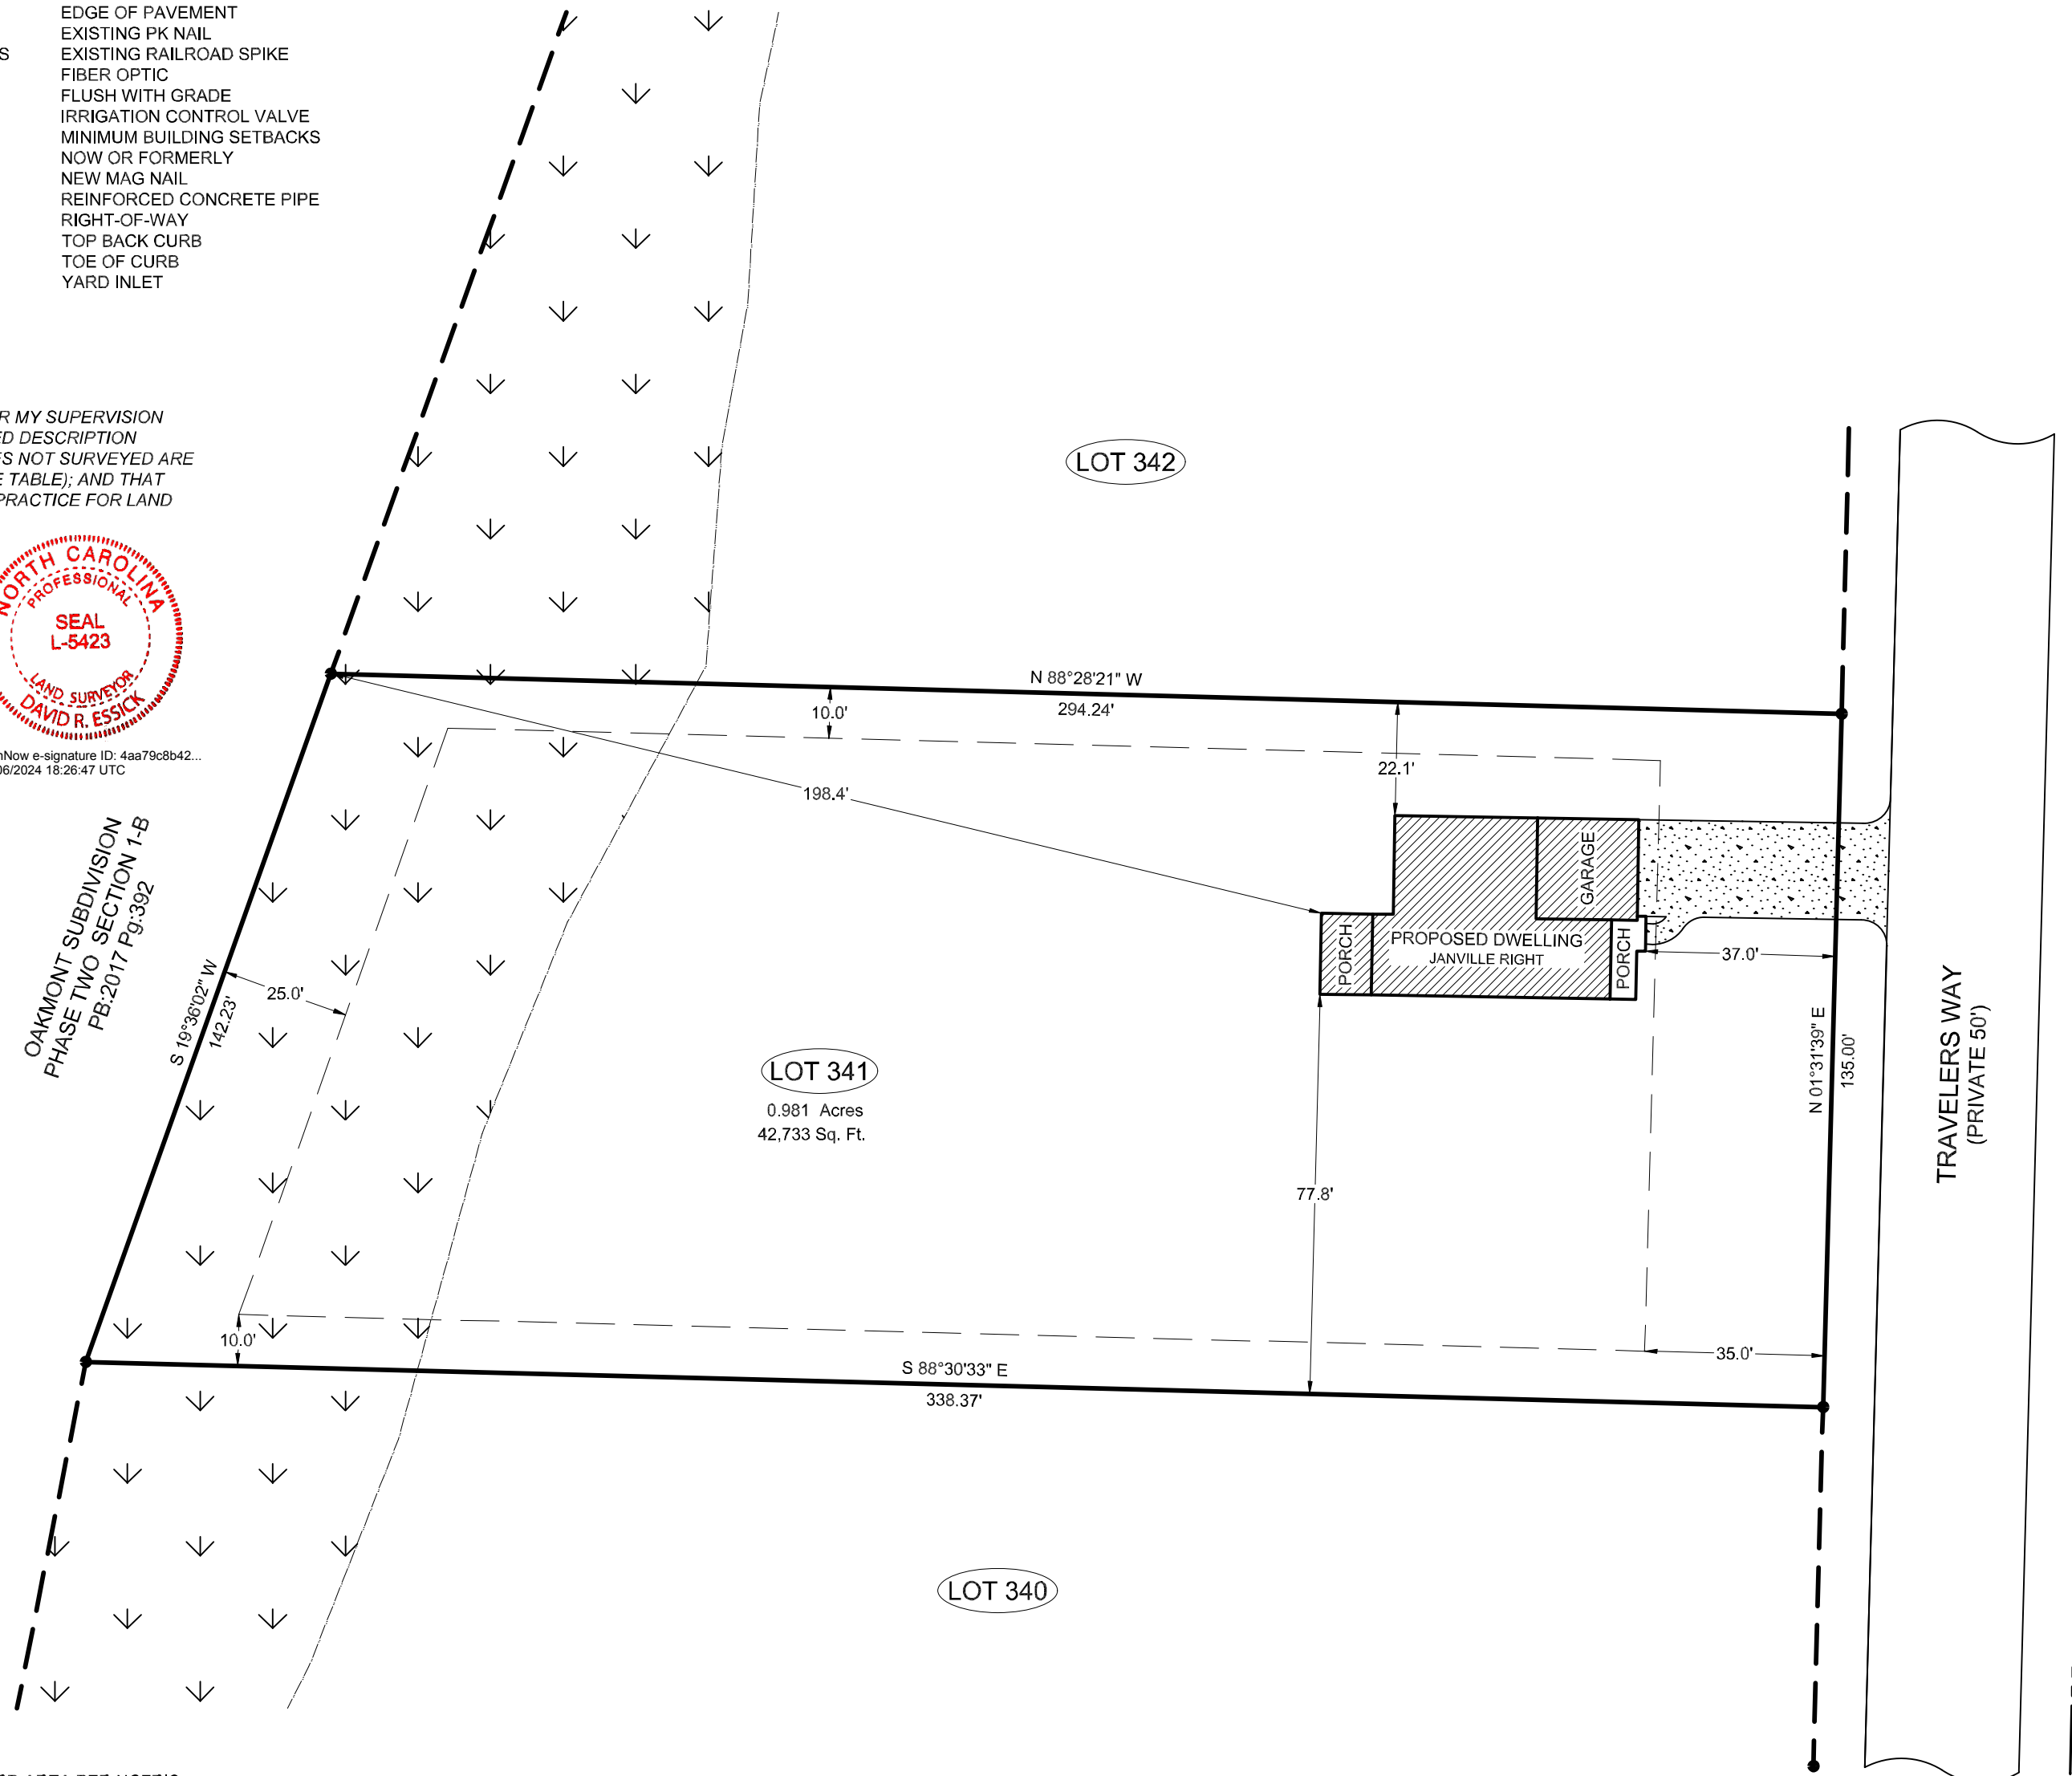 EDGE OF PAVEMENT
EXISTING PK NAIL
S EXISTING RAILROAD SPIKE
FIBER OPTIC
FLUSH WITH GRADE
IRRIGATION CONTROL VALVE
MINIMUM BUILDING SETBACKS
NOW OR FORMERLY
NEW MAG NAIL
REINFORCED CONCRETE PIPE
RIGHT-OF-WAY
TOP BACK CURB
TOE OF CURB
YARD INLET
R MY SUPERVISION
ED DESCRIPTION
ES NOT SURVEYED ARE
E TABLE); AND THAT
PRACTICE FOR LAND
NORTH CAROLINA
PROFESSIONAL
SEAL
L-5423
LAND SURVEYOR
DAVID R. ESSICK
nNow e-signature ID: 4aa79c8b42...
06/2024 18:26:47 UTC
OAKMONT SUBDIVISION
PHASE TWO SECTION 1-B
PB:2017 Pg:392
LOT 342
N 88°28'21" W
294.24'
10.0'
22.1'
198.4'
GARAGE
PORCH
PROPOSED DWELLING
JANVILLE RIGHT
PORCH
37.0'
S 19°36'02" W
142.23'
25.0'
LOT 341
0.981 Acres
42,733 Sq. Ft.
N 01°31'39" E
135.00'
TRAVELERS WAY
(PRIVATE 50')
77.8'
10.0'
35.0'
S 88°30'33" E
338.37'
LOT 340